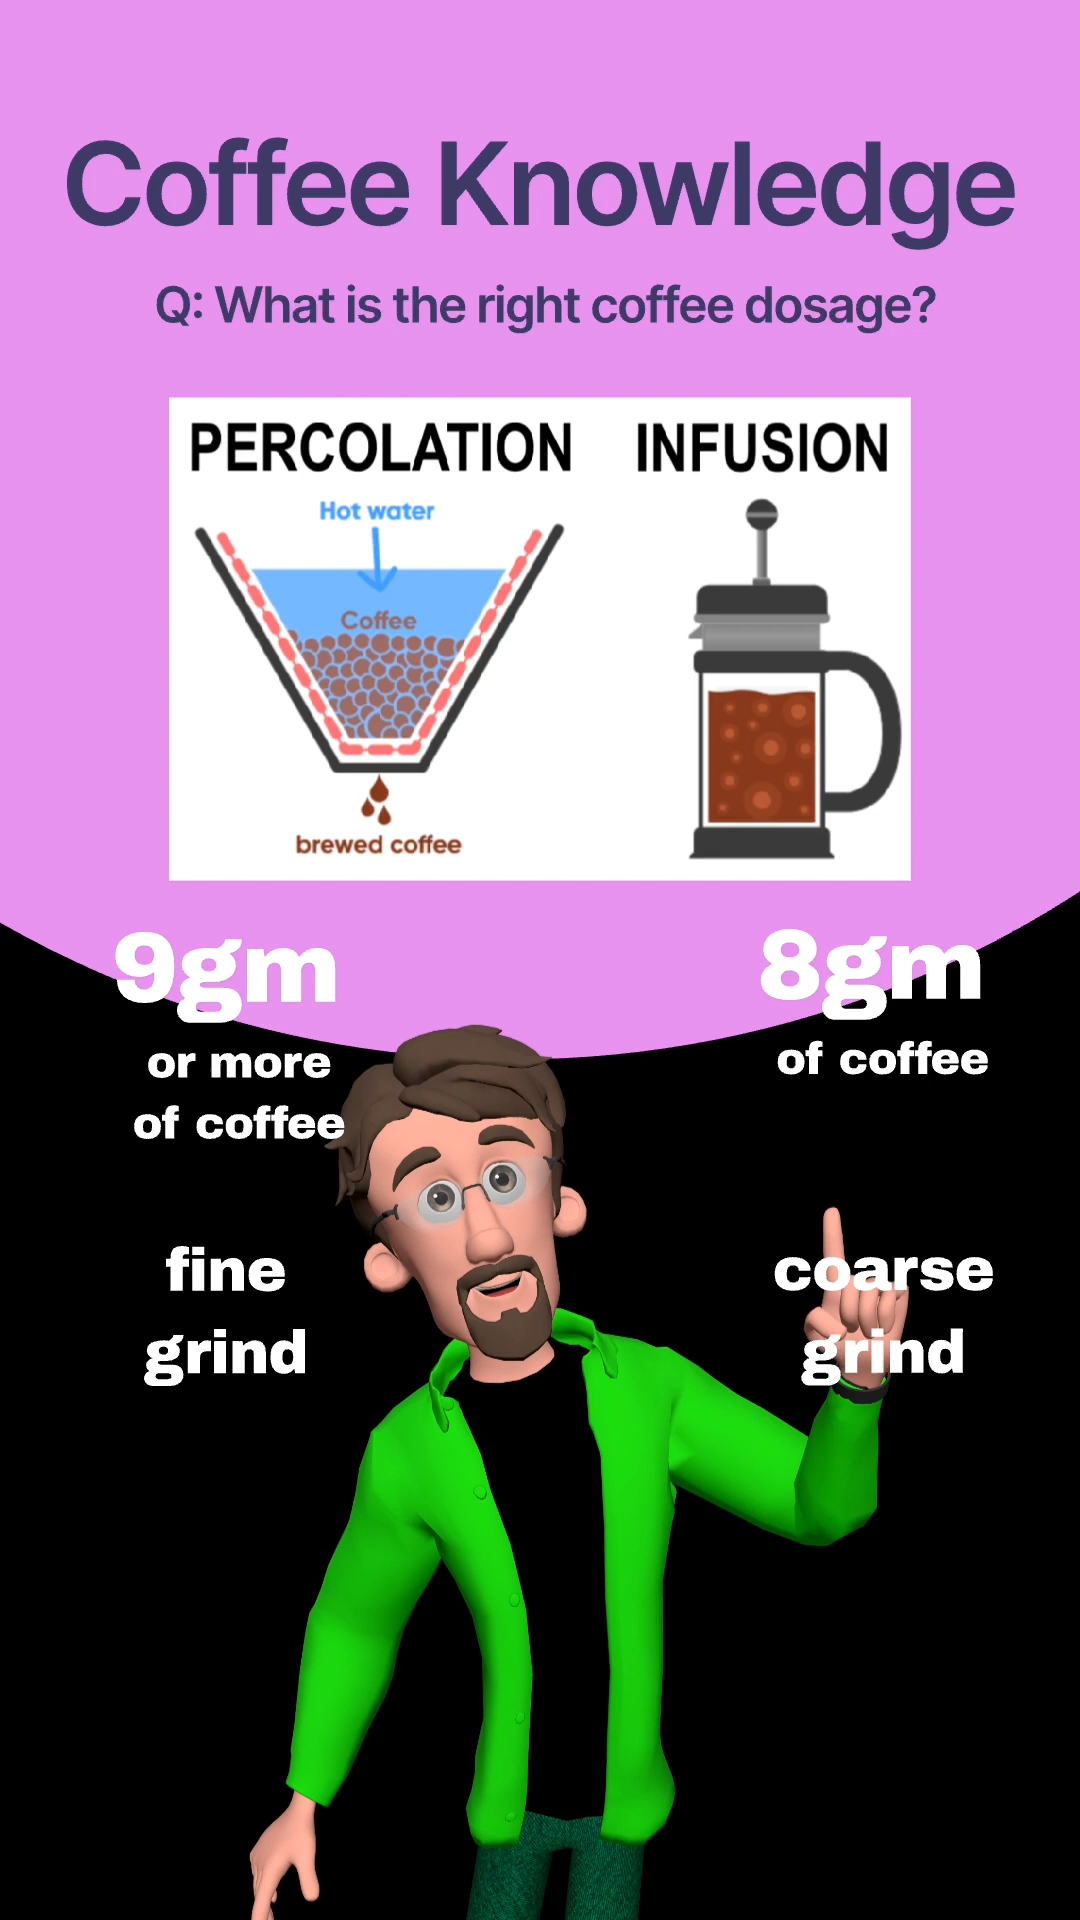 Coffee Knowledge
Q: What is the right coffee dosage?
PERCOLATION
Hot water
Coffee
brewed coffee
INFUSION
9gm
or more
of coffee
fine
grind
8gm
of coffee
coarse
grind